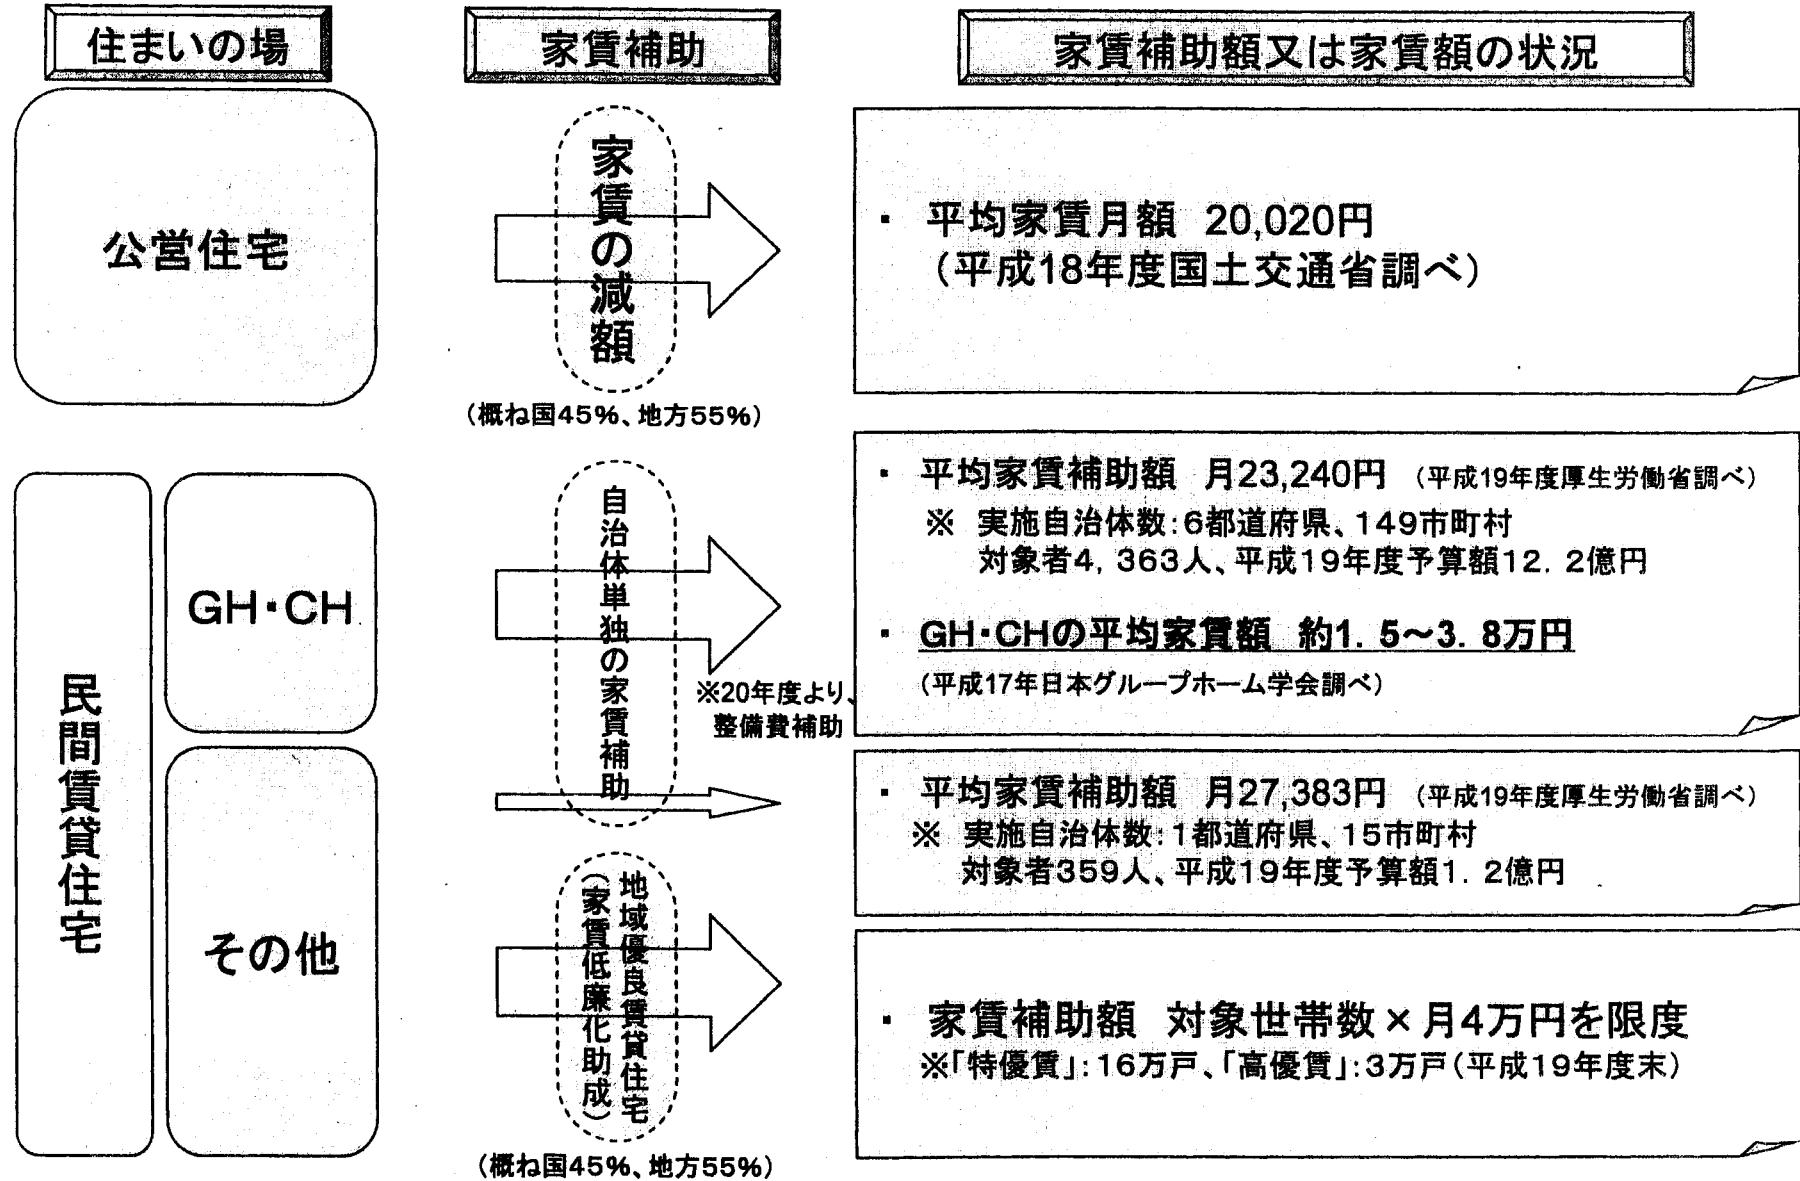 住まいの場
家賃補助
家賃補助額又は家賃額の状況
公営住宅
家賃の減額
（概ね国45%、地方55%）
・ 平均家賃月額 20,020円
（平成18年度国土交通省調べ）
民間賃貸住宅
GH・CH
自治体単独の家賃補助
※20年度より、
整備費補助
・ 平均家賃補助額 月23,240円 （平成19年度厚生労働省調べ）
※ 実施自治体数：6都道府県、149市町村
対象者4，363人、平成19年度予算額12．2億円
・ GH・CHの平均家賃額 約1．5～3．8万円
（平成17年日本グループホーム学会調べ）
その他
・ 平均家賃補助額 月27,383円 （平成19年度厚生労働省調べ）
※ 実施自治体数：1都道府県、15市町村
対象者359人、平成19年度予算額1．2億円
地域優良賃貸住宅
（家賃低廉化助成）
（概ね国45%、地方55%）
・ 家賃補助額 対象世帯数×月4万円を限度
※「特優賃」：16万戸、「高優賃」：3万戸（平成19年度末）